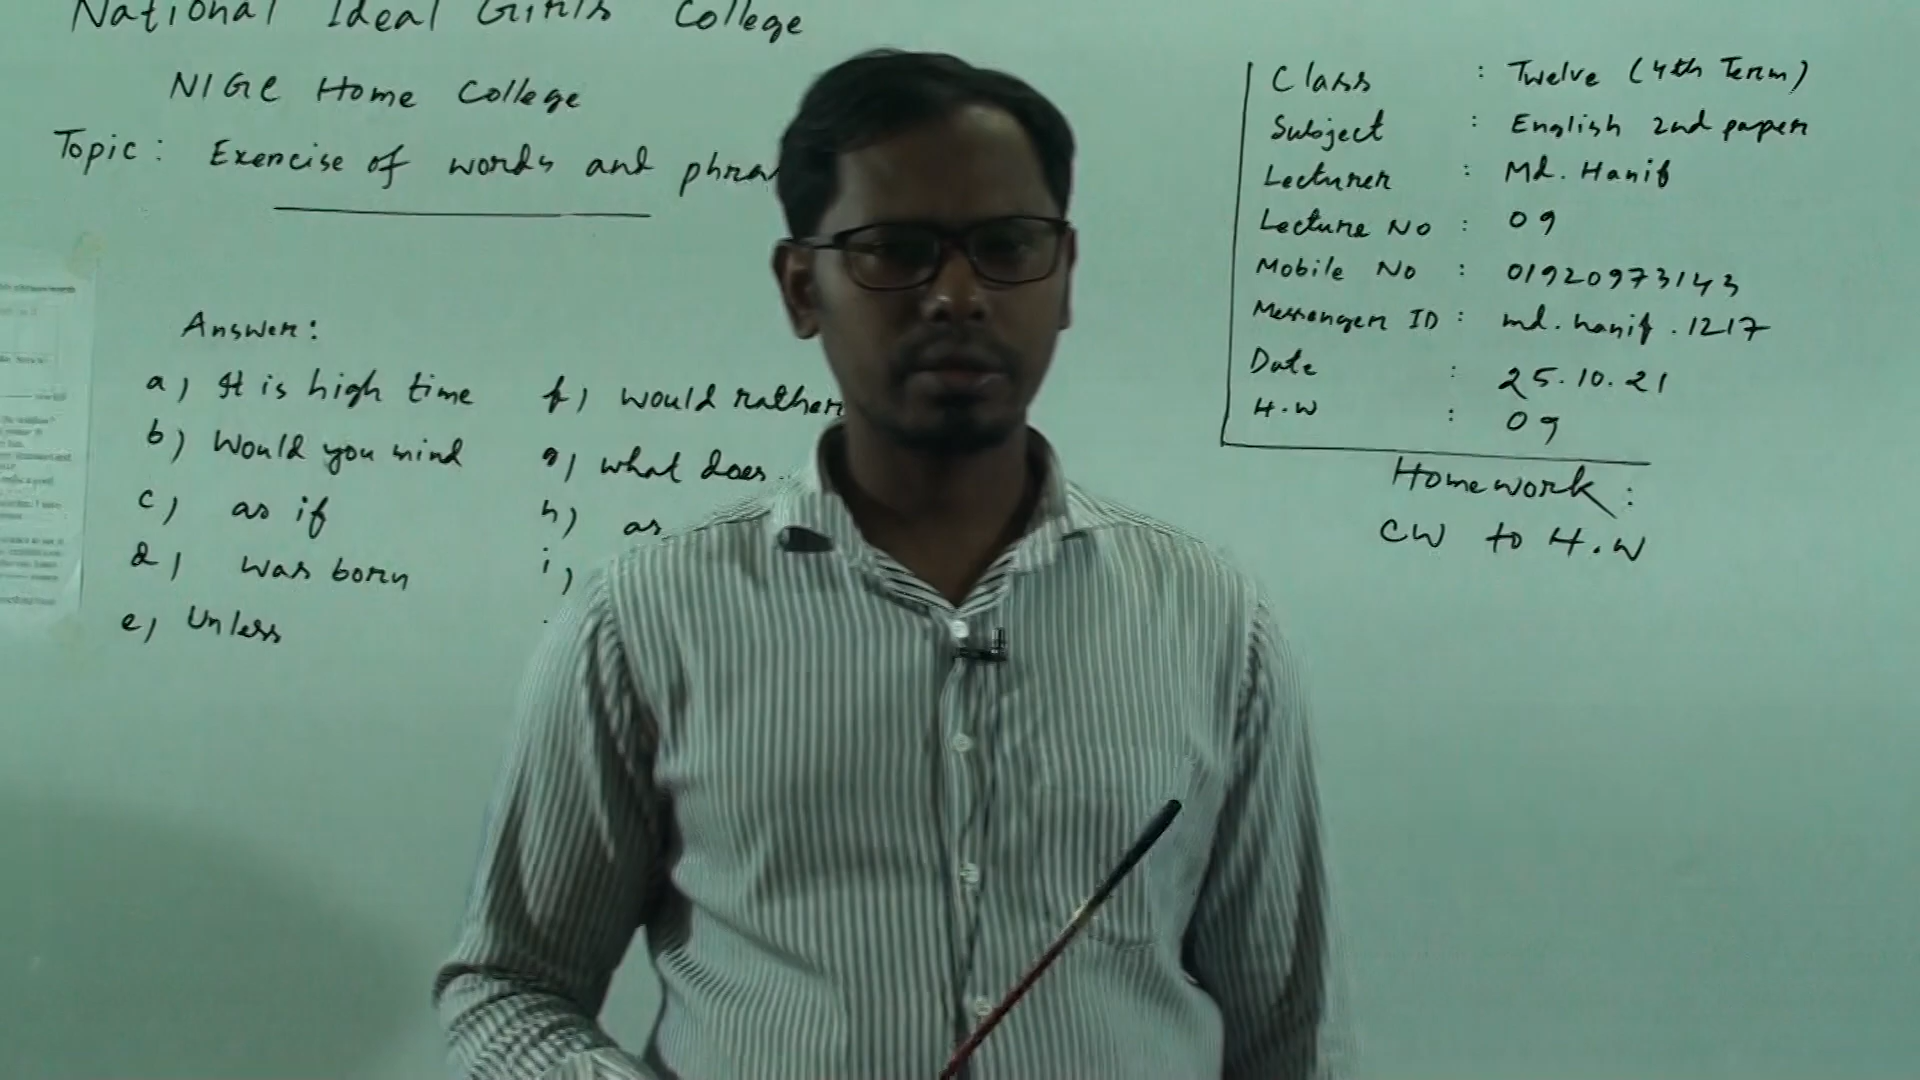 National Ideal Girls College
NIGC Home College
Topic: Exercise of words and
Answer:
a) It is high time
b) Would you mind
c) as if
d) was born
e) Unless
f) would rather
g) what does
h) as
i)
Class : Twelve (4th Term)
Subject : English 2nd paper
Lecturer : Md. Hanif
Lecture No : 09
Mobile No : 01920973143
Messenger ID : md.hanif.1217
Date : 25.10.21
H.W : 09
Homework:
CW to H.W